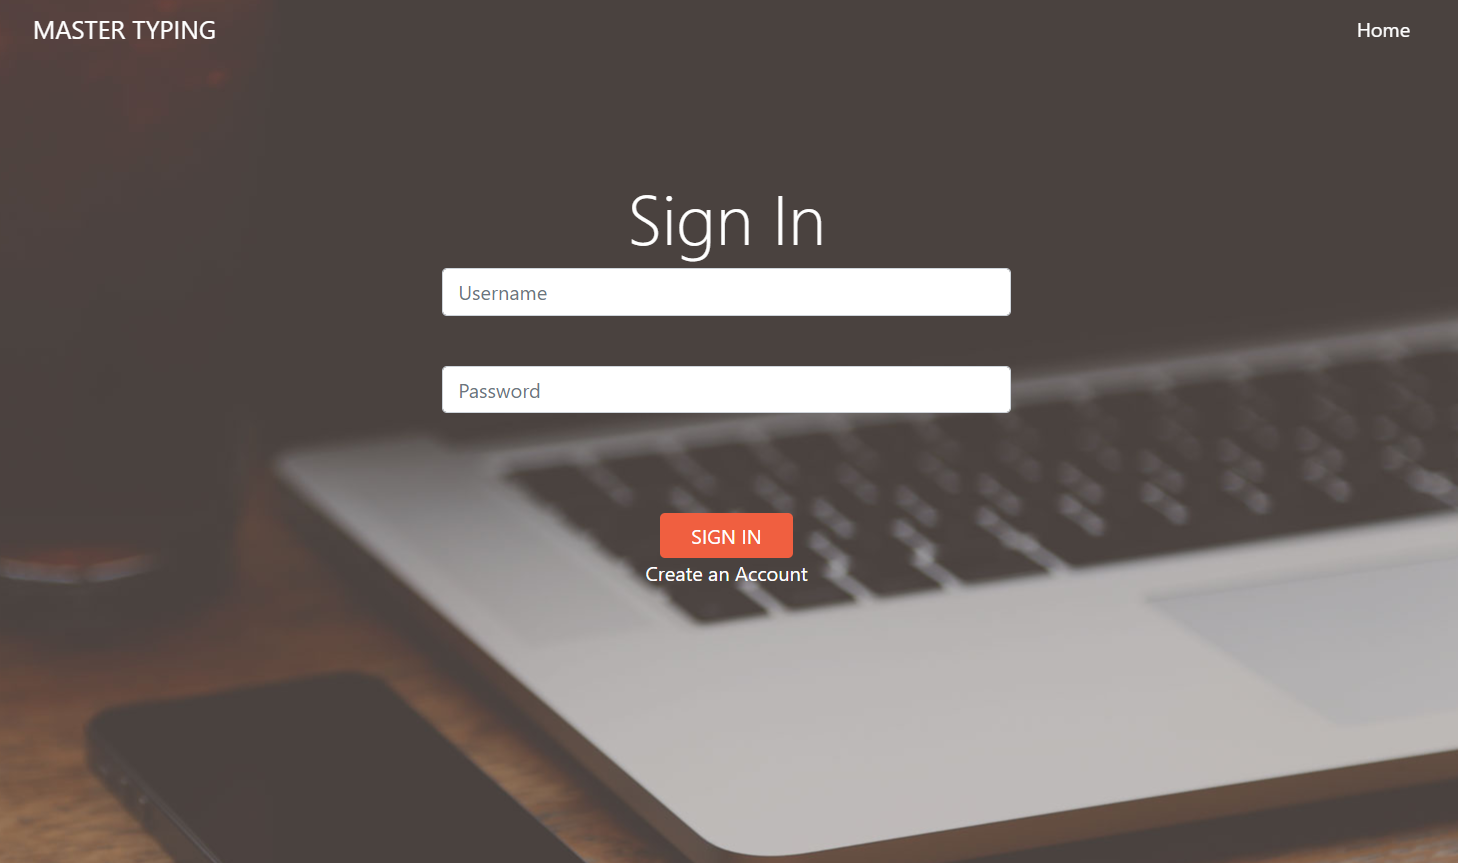 MASTER TYPING
Home
Sign In
Username
Password
SIGN IN
Create an Account